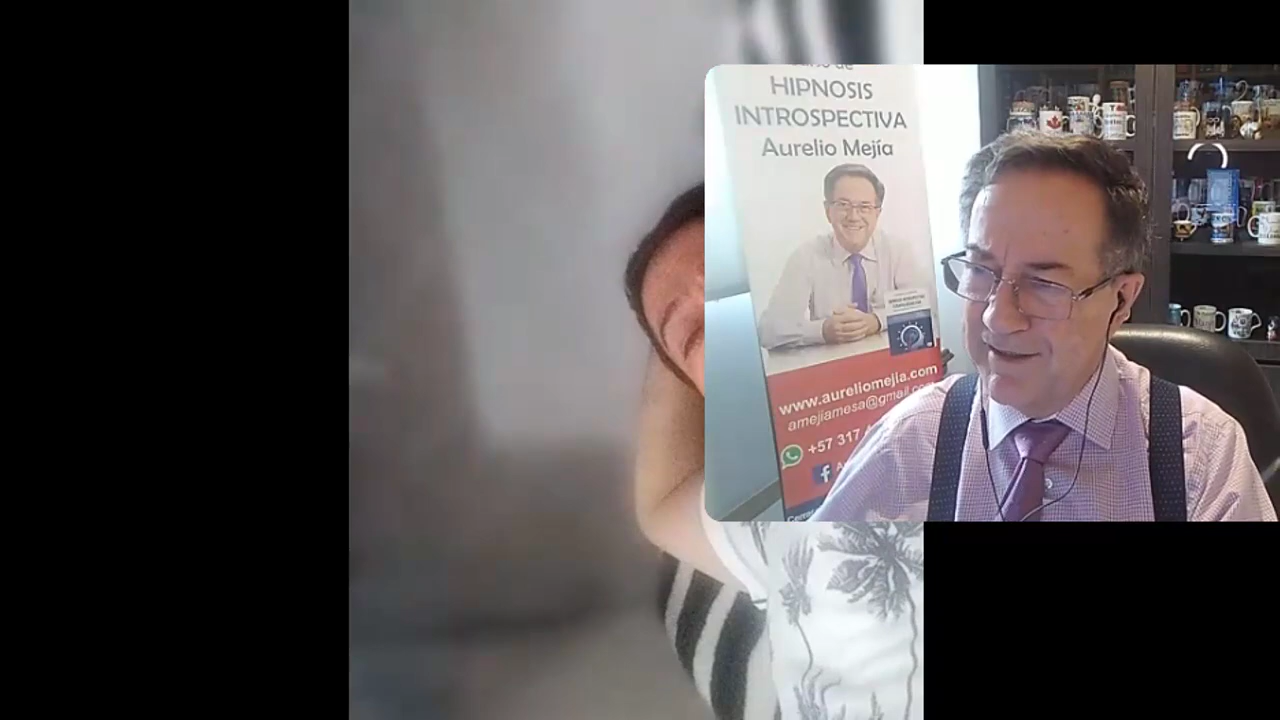 HIPNOSIS
INTROSPECTIVA
Aurelio Mejía
www.aureliomejia.com
amejiamesa@gmail.com
+57 317